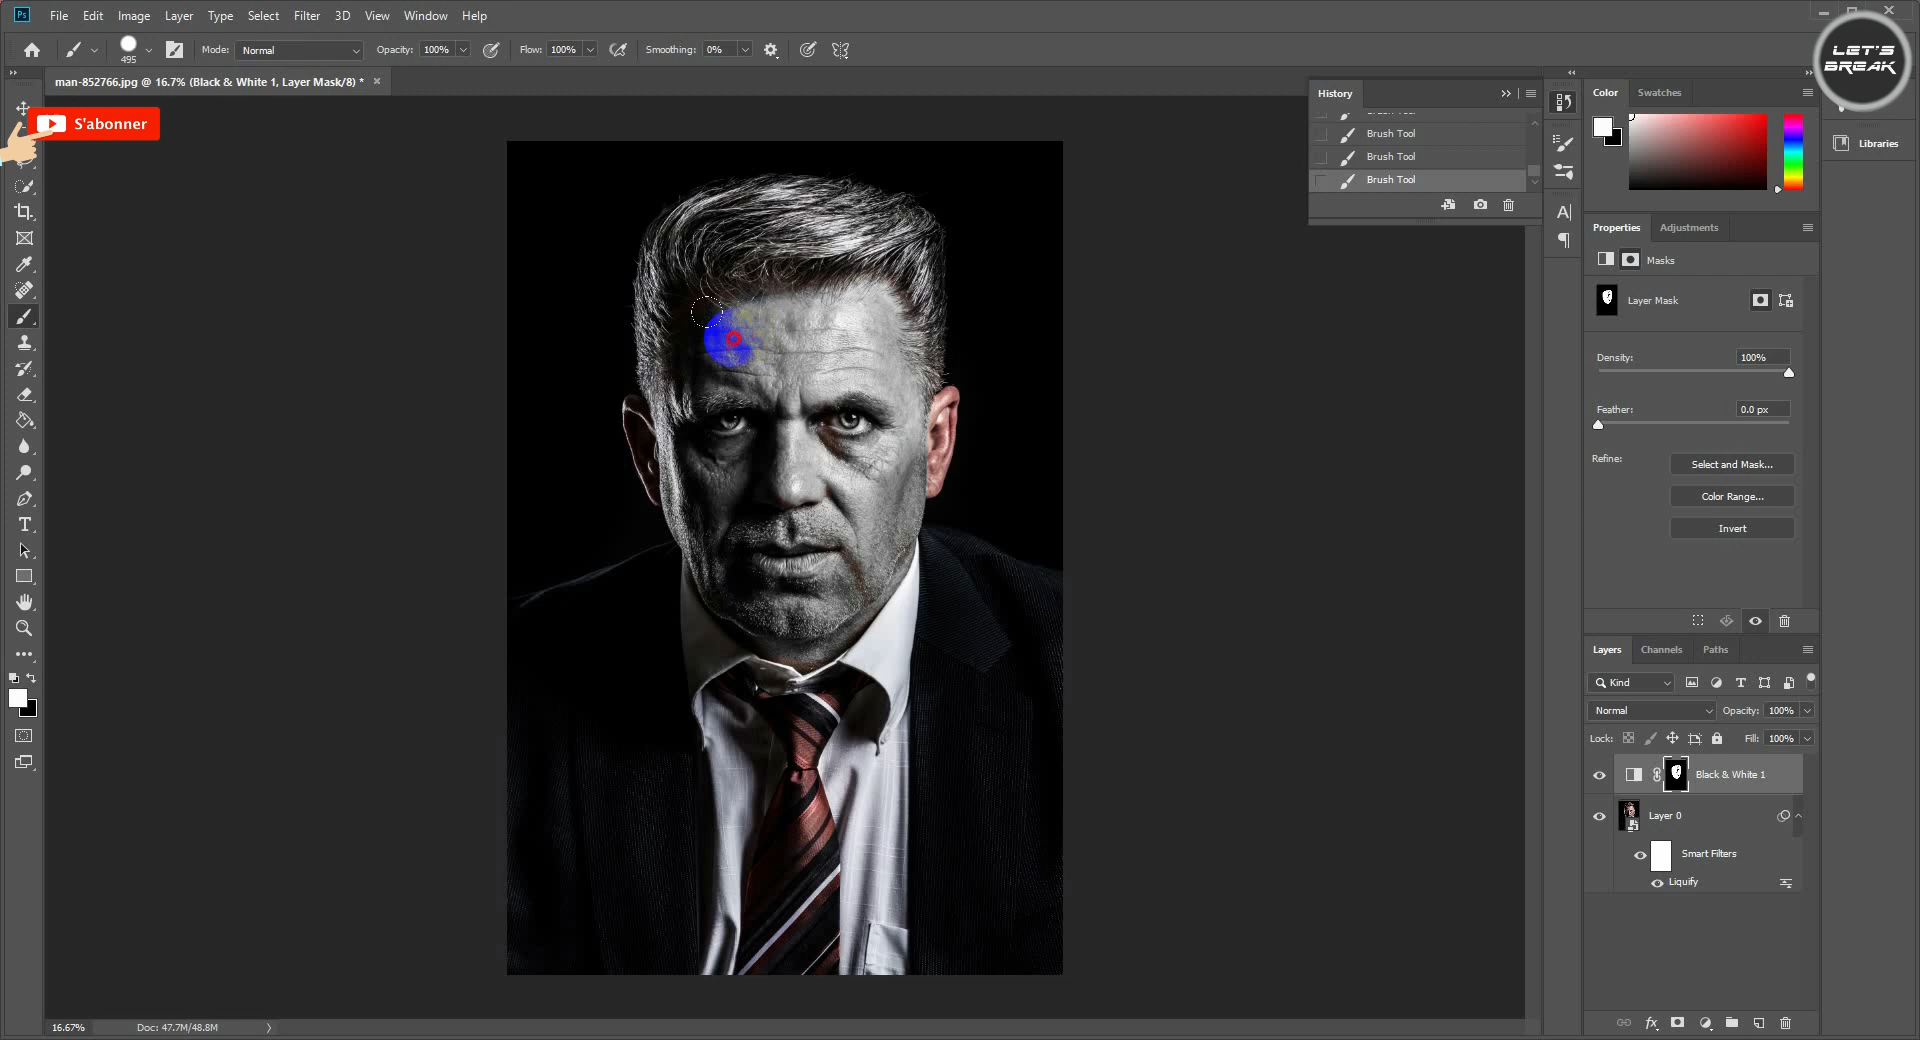 Ps File Edit Image Layer Type Select Filter 3D View Window Help
LET'S BREAK
495 Mode: Normal Opacity: 100% Flow: 100% Smoothing: 0%
man-852766.jpg @ 16.7% (Black & White 1, Layer Mask/8) *
S'abonner
History
Brush Tool
Brush Tool
Brush Tool
Brush Tool
Color Swatches
Libraries
Properties Adjustments
Masks
Layer Mask
Density: 100%
Feather: 0.0 px
Refine: Select and Mask...
Color Range...
Invert
Layers Channels Paths
Kind
Normal Opacity: 100%
Lock: Fill: 100%
Black & White 1
Layer 0
Smart Filters
Liquify
fx
16.67% Doc: 47.7M/48.8M